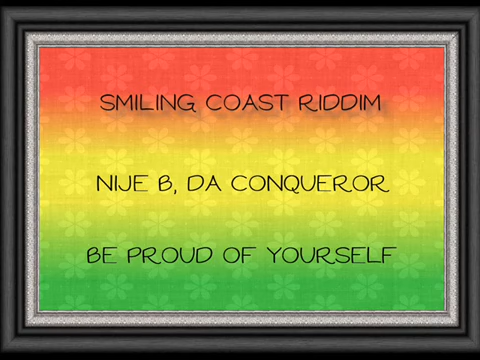 SMILING COAST RIDDIM
NIJE B, DA CONQUEROR
BE PROUD OF YOURSELF